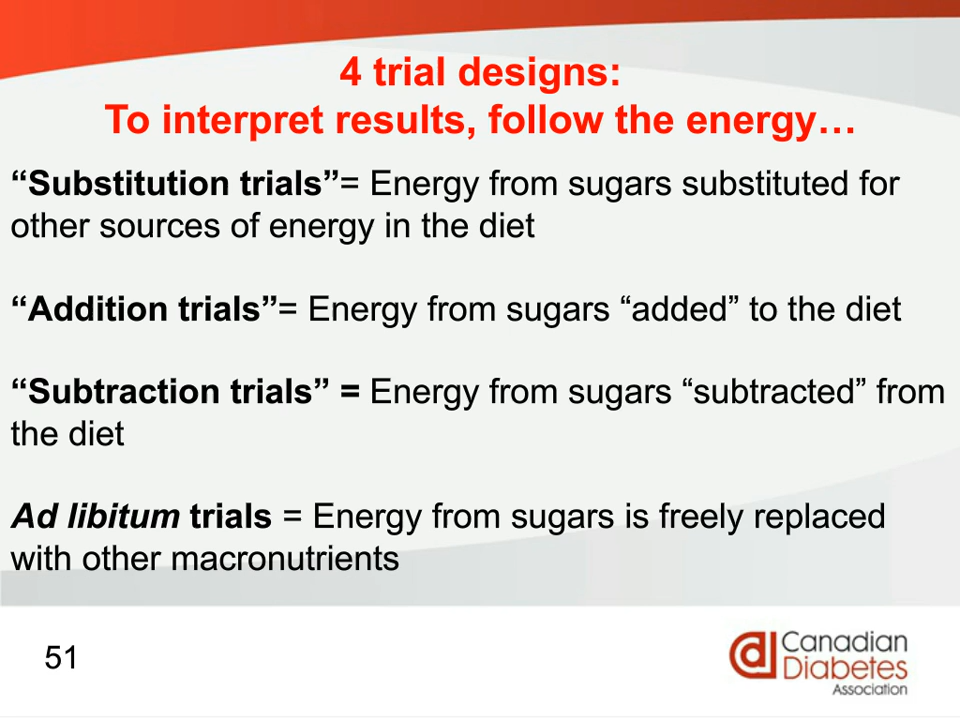 4 trial designs:
To interpret results, follow the energy…
“Substitution trials”= Energy from sugars substituted for
other sources of energy in the diet
“Addition trials”= Energy from sugars “added” to the diet
“Subtraction trials” = Energy from sugars “subtracted” from
the diet
Ad libitum trials = Energy from sugars is freely replaced
with other macronutrients
51
Canadian
Diabetes
Association